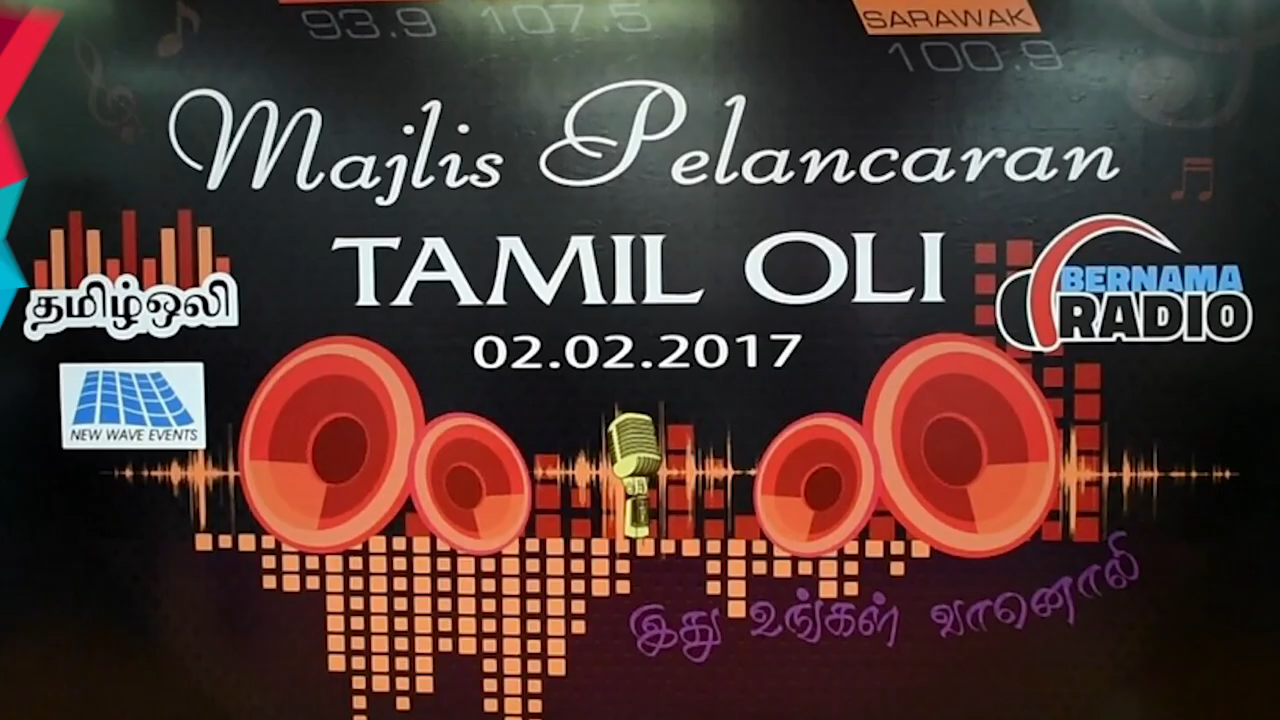 93.9 107.5
SARAWAK
100.9
Majlis Pelancaran
TAMIL OLI
02.02.2017
தமிழ்ஒலி
BERNAMA
RADIO
NEW WAVE EVENTS
இது உங்கள் வானொலி